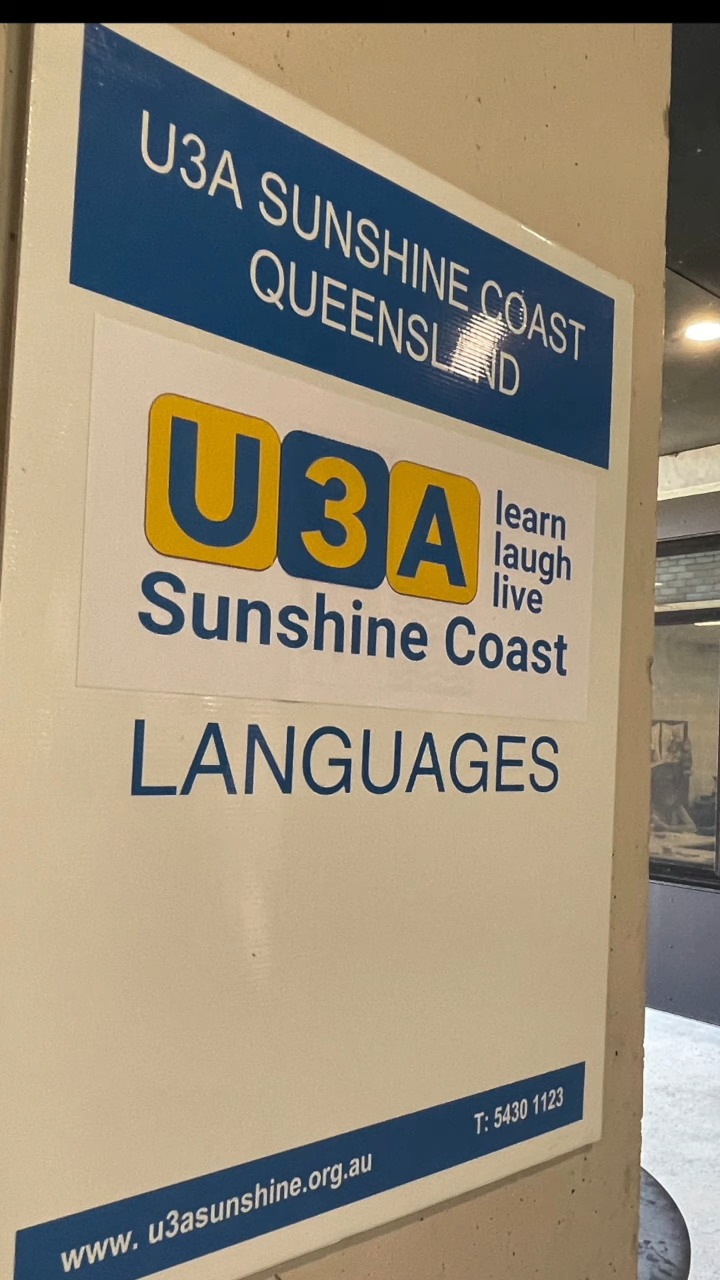 U3A SUNSHINE COAST
QUEENSLAND
U3A
learn
laugh
live
Sunshine Coast
LANGUAGES
www. u3asunshine.org.au
T: 5430 1123